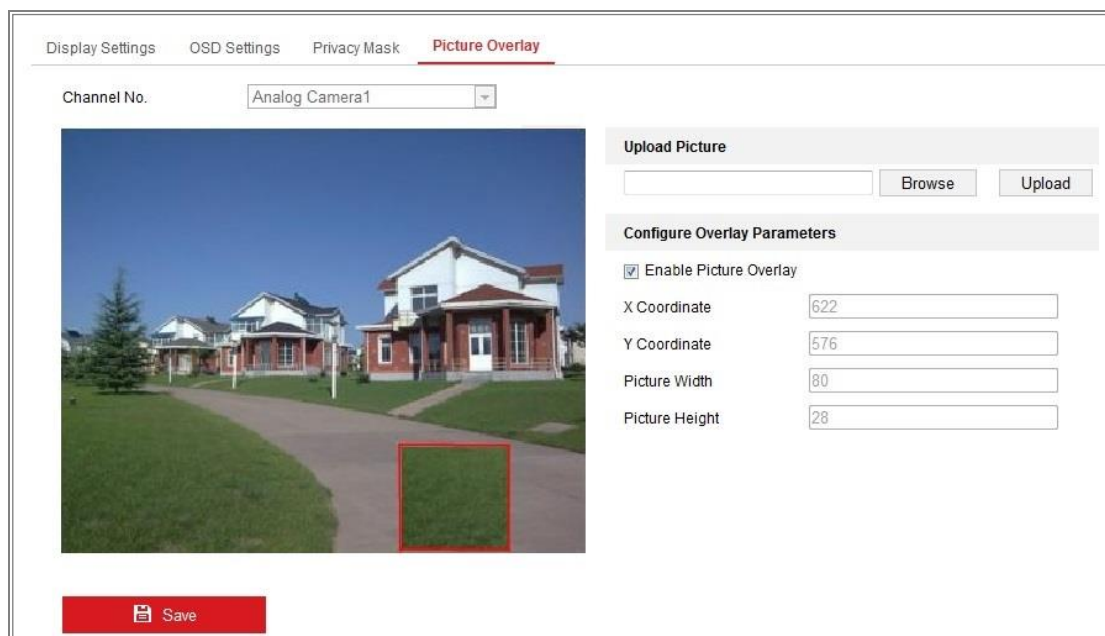 Display Settings OSD Settings Privacy Mask Picture Overlay
Channel No. Analog Camera1
Upload Picture
Browse Upload
Configure Overlay Parameters
Enable Picture Overlay
X Coordinate 622
Y Coordinate 576
Picture Width 80
Picture Height 28
Save